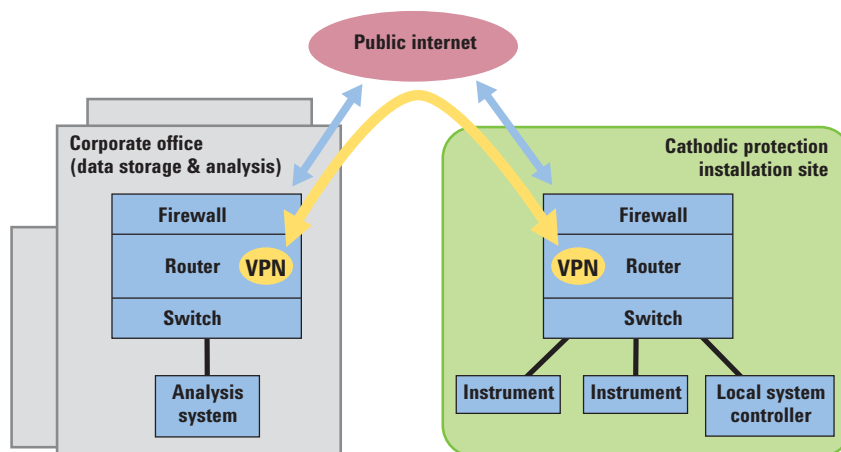 Public internet
Corporate office
(data storage & analysis)
Firewall
Router
VPN
Switch
Analysis
system
Cathodic protection
installation site
Firewall
VPN
Router
Switch
Instrument
Instrument
Local system
controller